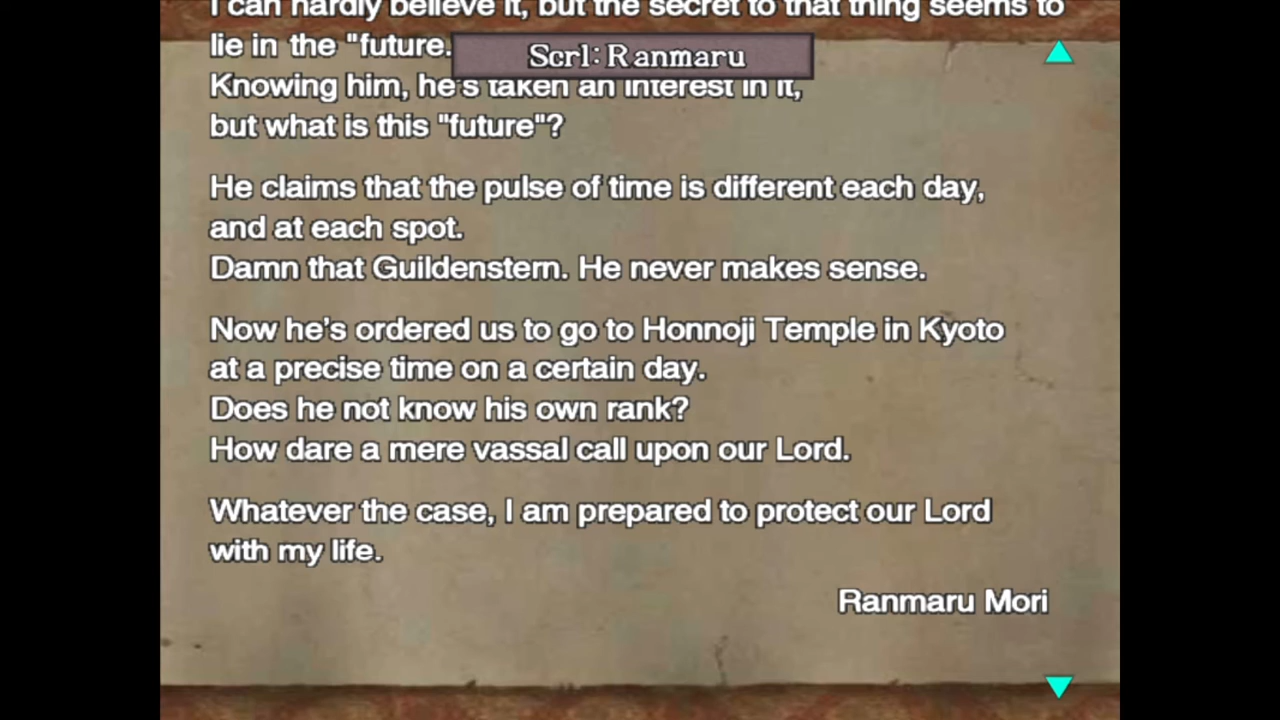 I can hardly believe it, but the secret to that thing seems to
lie in the "future.
Scrl:Ranmaru
Knowing him, he's taken an interest in it,
but what is this "future"?
He claims that the pulse of time is different each day,
and at each spot.
Damn that Guildenstern. He never makes sense.
Now he's ordered us to go to Honnoji Temple in Kyoto
at a precise time on a certain day.
Does he not know his own rank?
How dare a mere vassal call upon our Lord.
Whatever the case, I am prepared to protect our Lord
with my life.
Ranmaru Mori